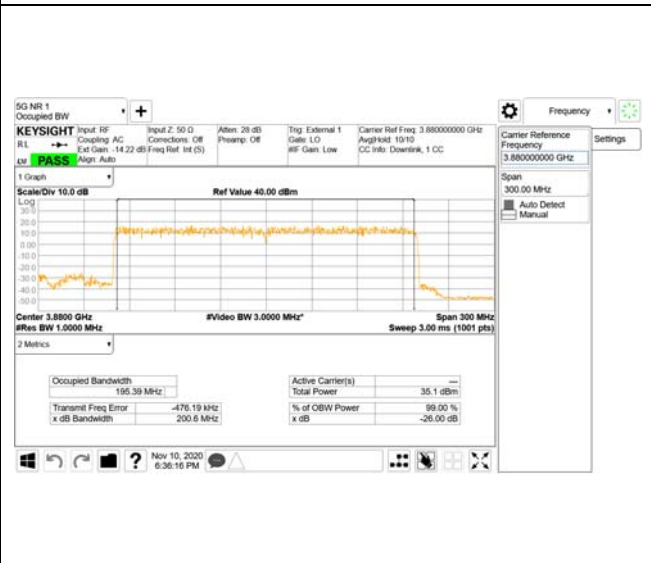 5G NR 1
Occupied BW
+
Frequency
KEYSIGHT
Input: RF
Input Z: 50 Ω
Atten: 28 dB
Trig: External 1
Carrier Ref Freq: 3.880000000 GHz
RL
Coupling: AC
Corrections: Off
Preamp: Off
Gate: LO
Avg|Hold: 10/10
Ext Gain: -14.22 dB
Freq Ref: Int (S)
#IF Gain: Low
CC Info: Downlink, 1 CC
PASS
Align: Auto
Carrier Reference
Frequency
3.880000000 GHz
Settings
Span
300.00 MHz
Auto Detect
Manual
1 Graph
Scale/Div 10.0 dB
Ref Value 40.00 dBm
Log
30.0
20.0
10.0
0.00
-10.0
-20.0
-30.0
-40.0
-50.0
Center 3.8800 GHz
#Video BW 3.0000 MHz*
Span 300 MHz
#Res BW 1.0000 MHz
Sweep 3.00 ms (1001 pts)
2 Metrics
Occupied Bandwidth
195.39 MHz
Active Carrier(s)
---
Total Power
35.1 dBm
Transmit Freq Error
-476.19 kHz
% of OBW Power
99.00 %
x dB Bandwidth
200.6 MHz
x dB
-26.00 dB
?
Nov 10, 2020
6:36:16 PM